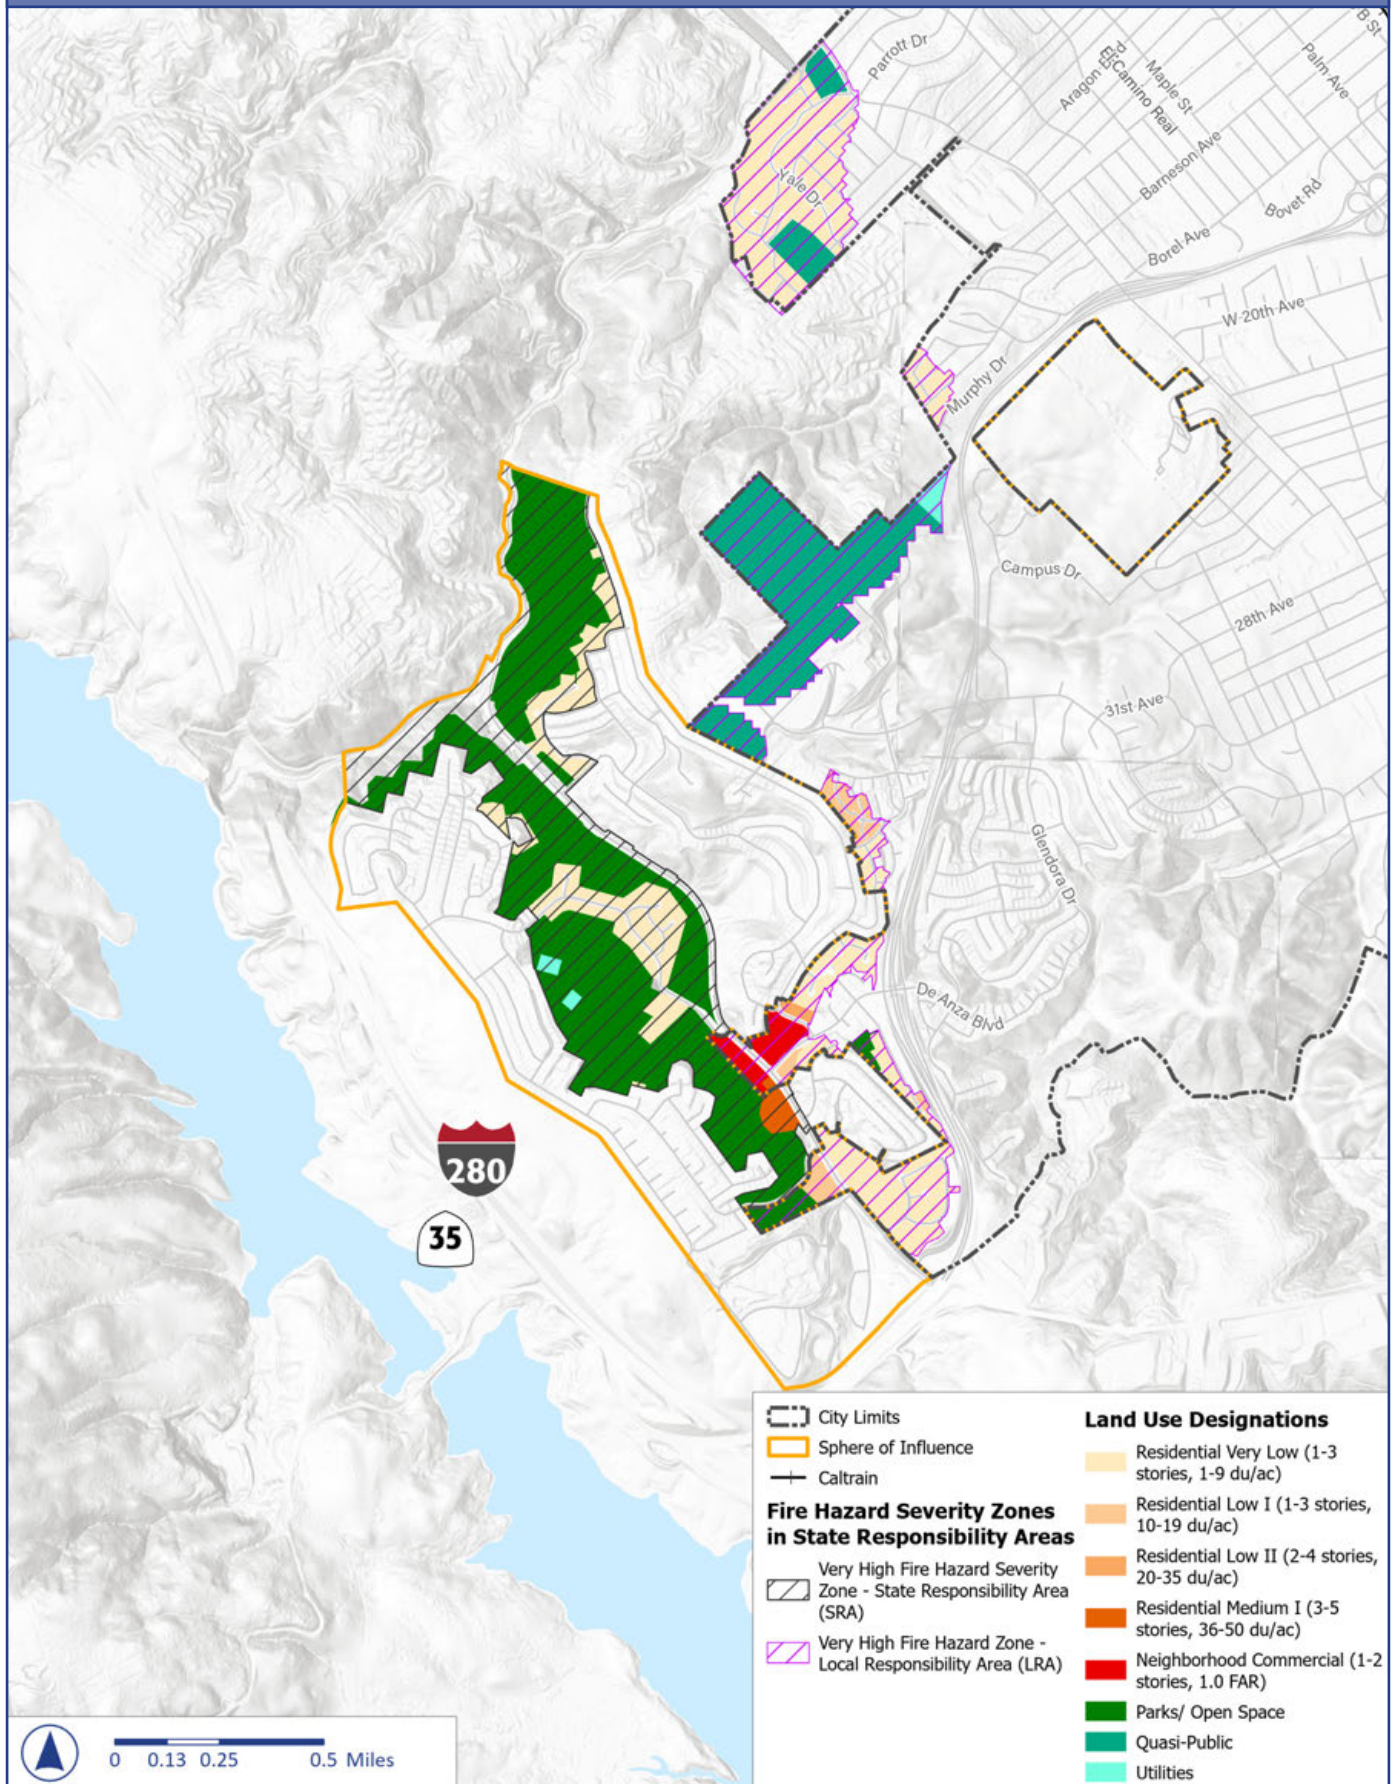 B St
Parrott Dr
Palm Ave
Aragon Blvd
El Camino Real
Maple St
Barneson Ave
Yale Dr
Bovet Rd
Borel Ave
W 20th Ave
Murphy Dr
Campus Dr
28th Ave
31st Ave
Glendora Dr
De Anza Blvd
280
35
City Limits
Sphere of Influence
Caltrain
Fire Hazard Severity Zones
in State Responsibility Areas
Very High Fire Hazard Severity
Zone - State Responsibility Area
(SRA)
Very High Fire Hazard Zone -
Local Responsibility Area (LRA)
Land Use Designations
Residential Very Low (1-3
stories, 1-9 du/ac)
Residential Low I (1-3 stories,
10-19 du/ac)
Residential Low II (2-4 stories,
20-35 du/ac)
Residential Medium I (3-5
stories, 36-50 du/ac)
Neighborhood Commercial (1-2
stories, 1.0 FAR)
Parks/ Open Space
Quasi-Public
Utilities
0 0.13 0.25 0.5 Miles